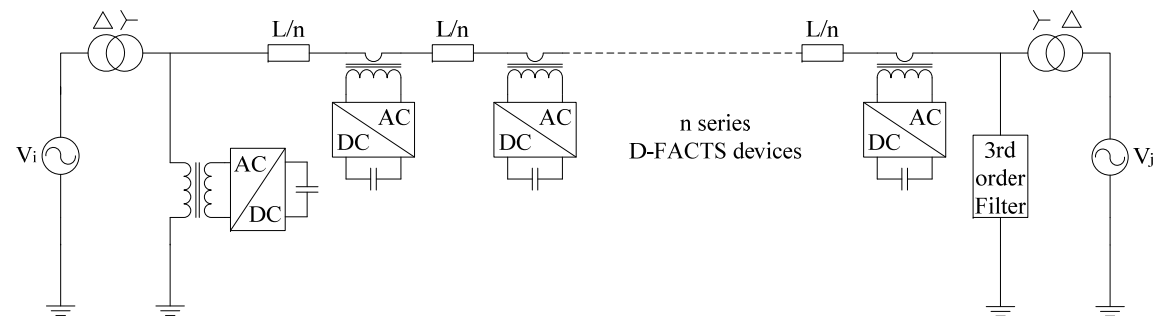 L/n
L/n
L/n
AC
DC
AC
DC
AC
DC
n series
D-FACTS devices
Vi
Vj
AC
DC
3rd
order
Filter